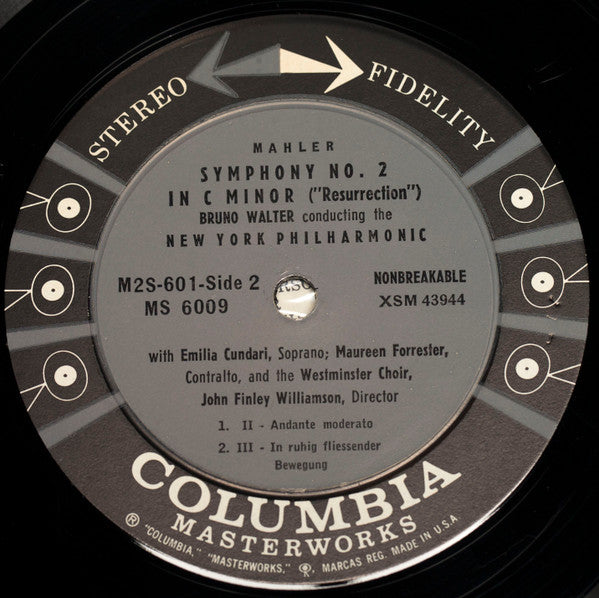 STEREO FIDELITY
MAHLER
SYMPHONY NO. 2
IN C MINOR ("Resurrection")
BRUNO WALTER conducting the
NEW YORK PHILHARMONIC
M2S-601-Side 2
NONBREAKABLE
MS 6009
XSM 43944
with Emilia Cundari, Soprano; Maureen Forrester,
Contralto, and the Westminster Choir,
John Finley Williamson, Director
1. II - Andante moderato
2. III - In ruhig fliessender
Bewegung
COLUMBIA
MASTERWORKS
® "COLUMBIA," "MASTERWORKS," MARCAS REG. MADE IN U.S.A.